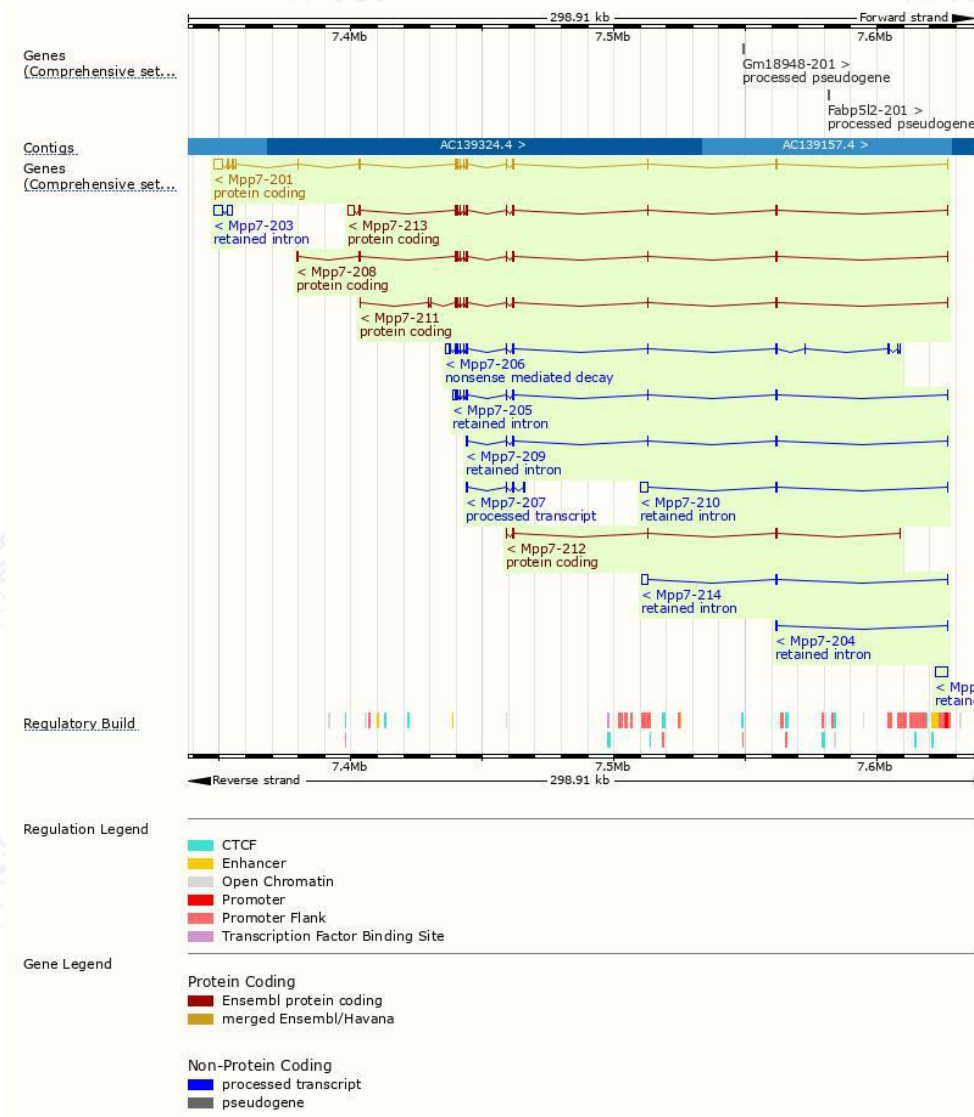 298.91 kb Forward strand
7.4Mb 7.5Mb 7.6Mb
Genes
(Comprehensive set...
Gm18948-201 >
processed pseudogene
Fabp5l2-201 >
processed pseudogene
Contigs AC139324.4 > AC139157.4 >
Genes
(Comprehensive set...
< Mpp7-201
protein coding
< Mpp7-203 < Mpp7-213
retained intron protein coding
< Mpp7-208
protein coding
< Mpp7-211
protein coding
< Mpp7-206
nonsense mediated decay
< Mpp7-205
retained intron
< Mpp7-209
retained intron
< Mpp7-207 < Mpp7-210
processed transcript retained intron
< Mpp7-212
protein coding
< Mpp7-214
retained intron
< Mpp7-204
retained intron
< Mpp
retaine
Regulatory Build
7.4Mb 7.5Mb 7.6Mb
Reverse strand 298.91 kb
Regulation Legend
CTCF
Enhancer
Open Chromatin
Promoter
Promoter Flank
Transcription Factor Binding Site
Gene Legend
Protein Coding
Ensembl protein coding
merged Ensembl/Havana
Non-Protein Coding
processed transcript
pseudogene